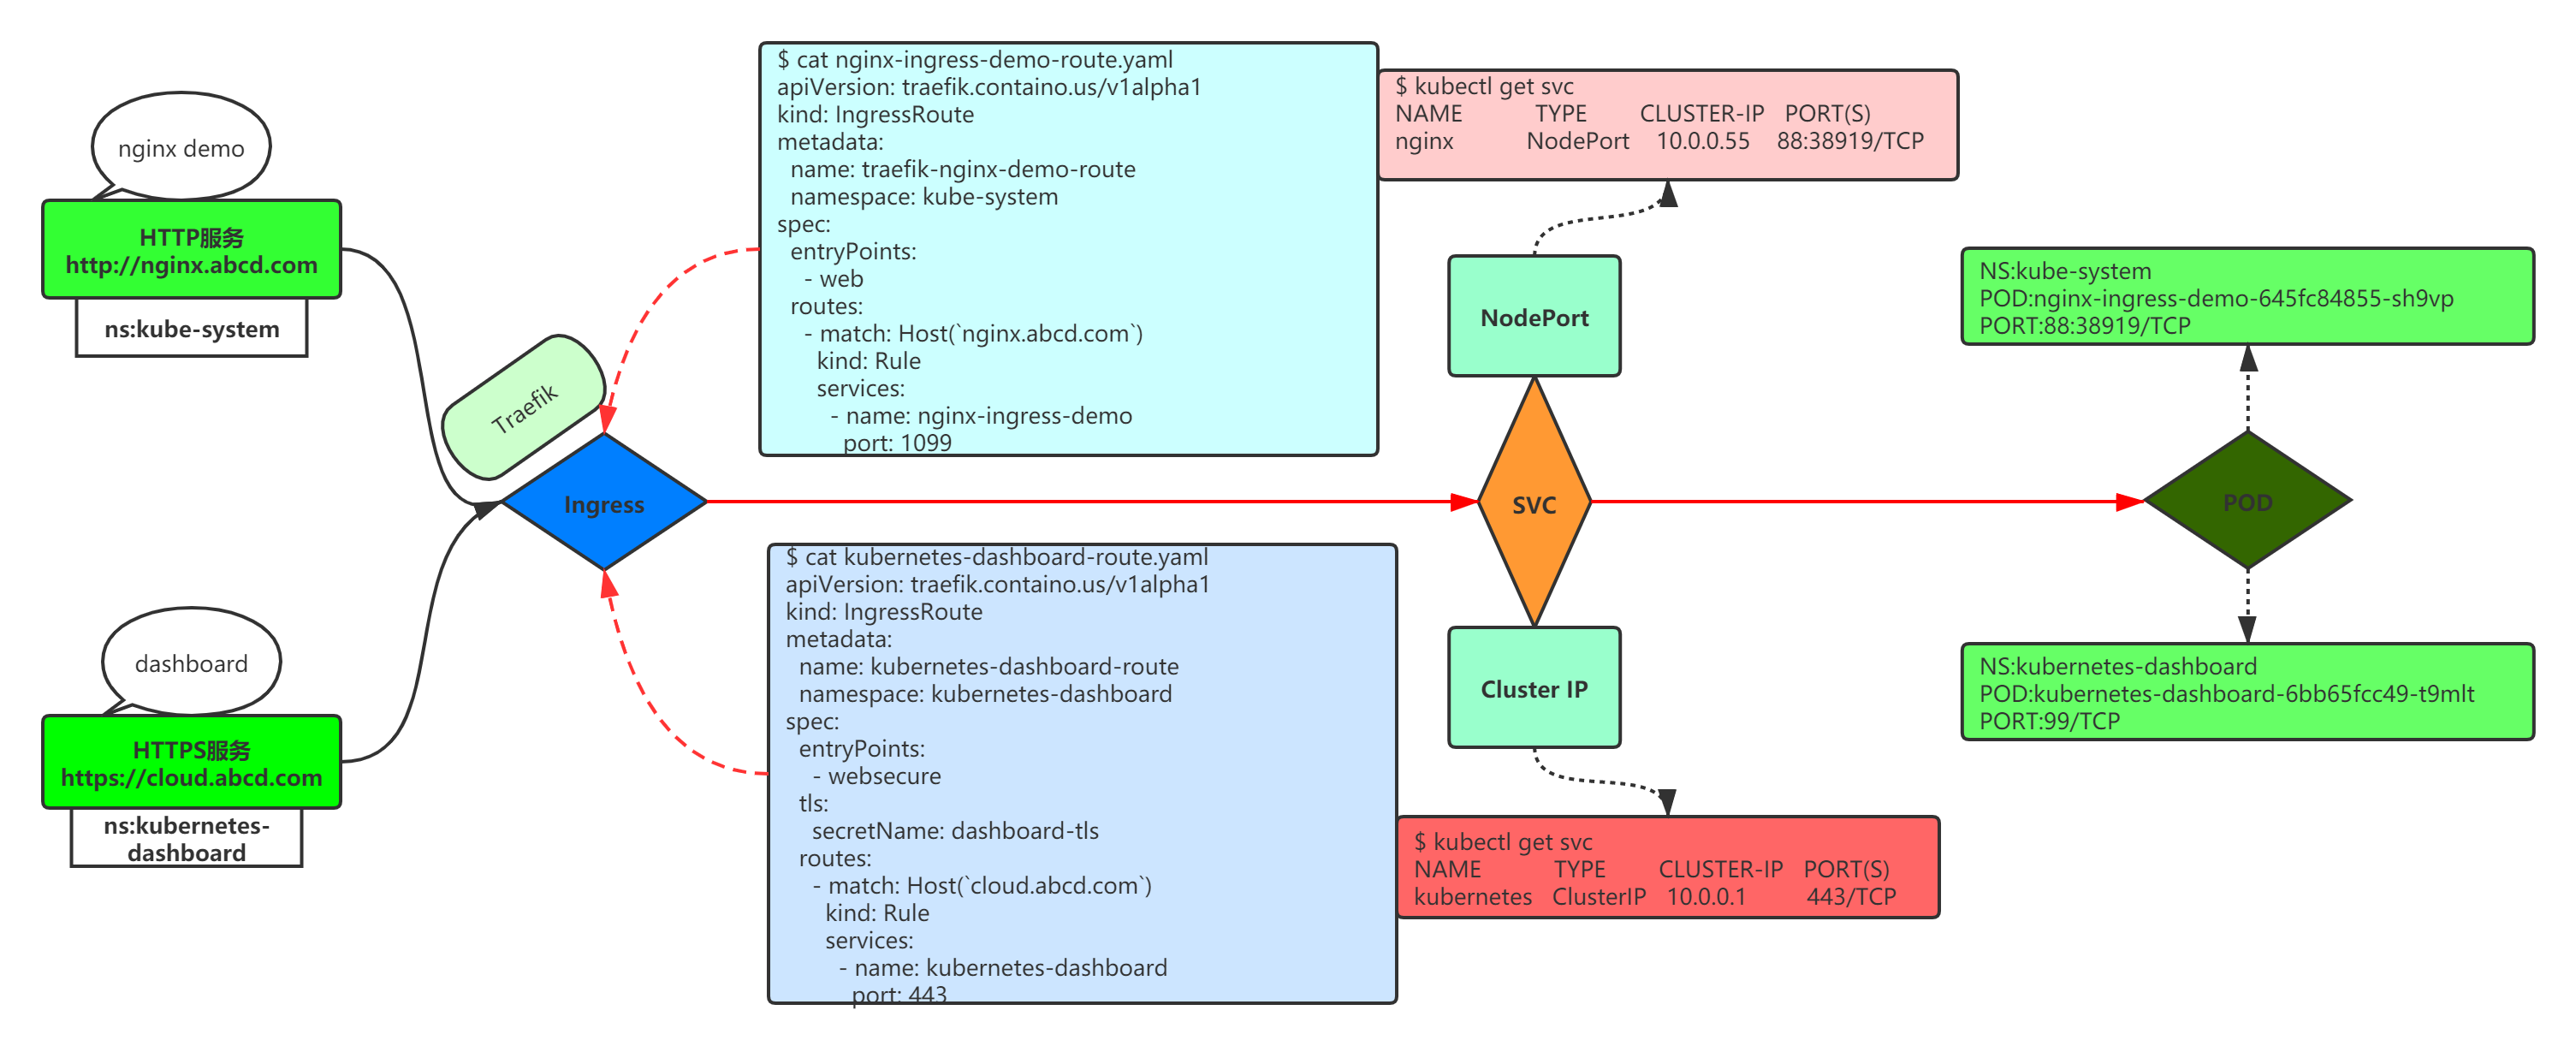 nginx demo
HTTP服务
http://nginx.abcd.com
ns:kube-system
dashboard
HTTPS服务
https://cloud.abcd.com
ns:kubernetes-
dashboard
Traefik
Ingress
$ cat nginx-ingress-demo-route.yaml
apiVersion: traefik.containo.us/v1alpha1
kind: IngressRoute
metadata:
  name: traefik-nginx-demo-route
  namespace: kube-system
spec:
  entryPoints:
    - web
  routes:
    - match: Host(`nginx.abcd.com`)
      kind: Rule
      services:
        - name: nginx-ingress-demo
          port: 1099
$ cat kubernetes-dashboard-route.yaml
apiVersion: traefik.containo.us/v1alpha1
kind: IngressRoute
metadata:
  name: kubernetes-dashboard-route
  namespace: kubernetes-dashboard
spec:
  entryPoints:
    - websecure
  tls:
    secretName: dashboard-tls
  routes:
    - match: Host(`cloud.abcd.com`)
      kind: Rule
      services:
        - name: kubernetes-dashboard
          port: 443
$ kubectl get svc
NAME           TYPE        CLUSTER-IP   PORT(S)
nginx           NodePort    10.0.0.55    88:38919/TCP
NodePort
SVC
Cluster IP
$ kubectl get svc
NAME           TYPE        CLUSTER-IP   PORT(S)
kubernetes   ClusterIP   10.0.0.1         443/TCP
NS:kube-system
POD:nginx-ingress-demo-645fc84855-sh9vp
PORT:88:38919/TCP
POD
NS:kubernetes-dashboard
POD:kubernetes-dashboard-6bb65fcc49-t9mlt
PORT:99/TCP